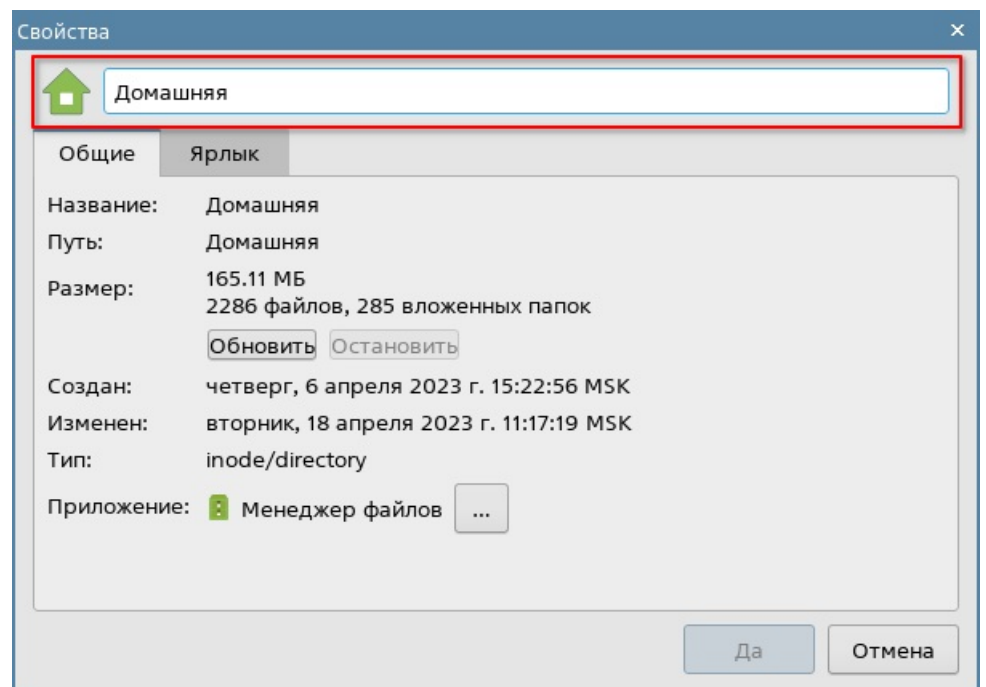 Свойства
Домашняя
Общие Ярлык
Название: Домашняя
Путь: Домашняя
Размер: 165.11 МБ
2286 файлов, 285 вложенных папок
Обновить Остановить
Создан: четверг, 6 апреля 2023 г. 15:22:56 MSK
Изменен: вторник, 18 апреля 2023 г. 11:17:19 MSK
Тип: inode/directory
Приложение: Менеджер файлов ...
Да Отмена